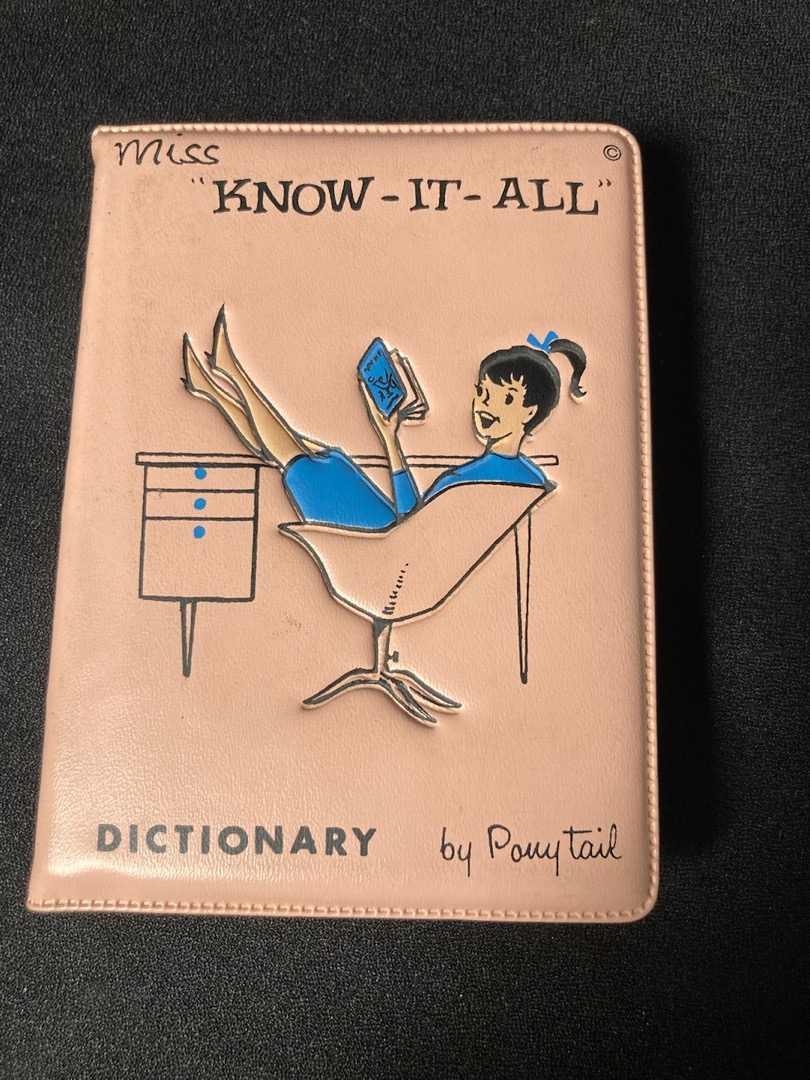 Miss
©
"KNOW-IT-ALL"
DICTIONARY
by Ponytail